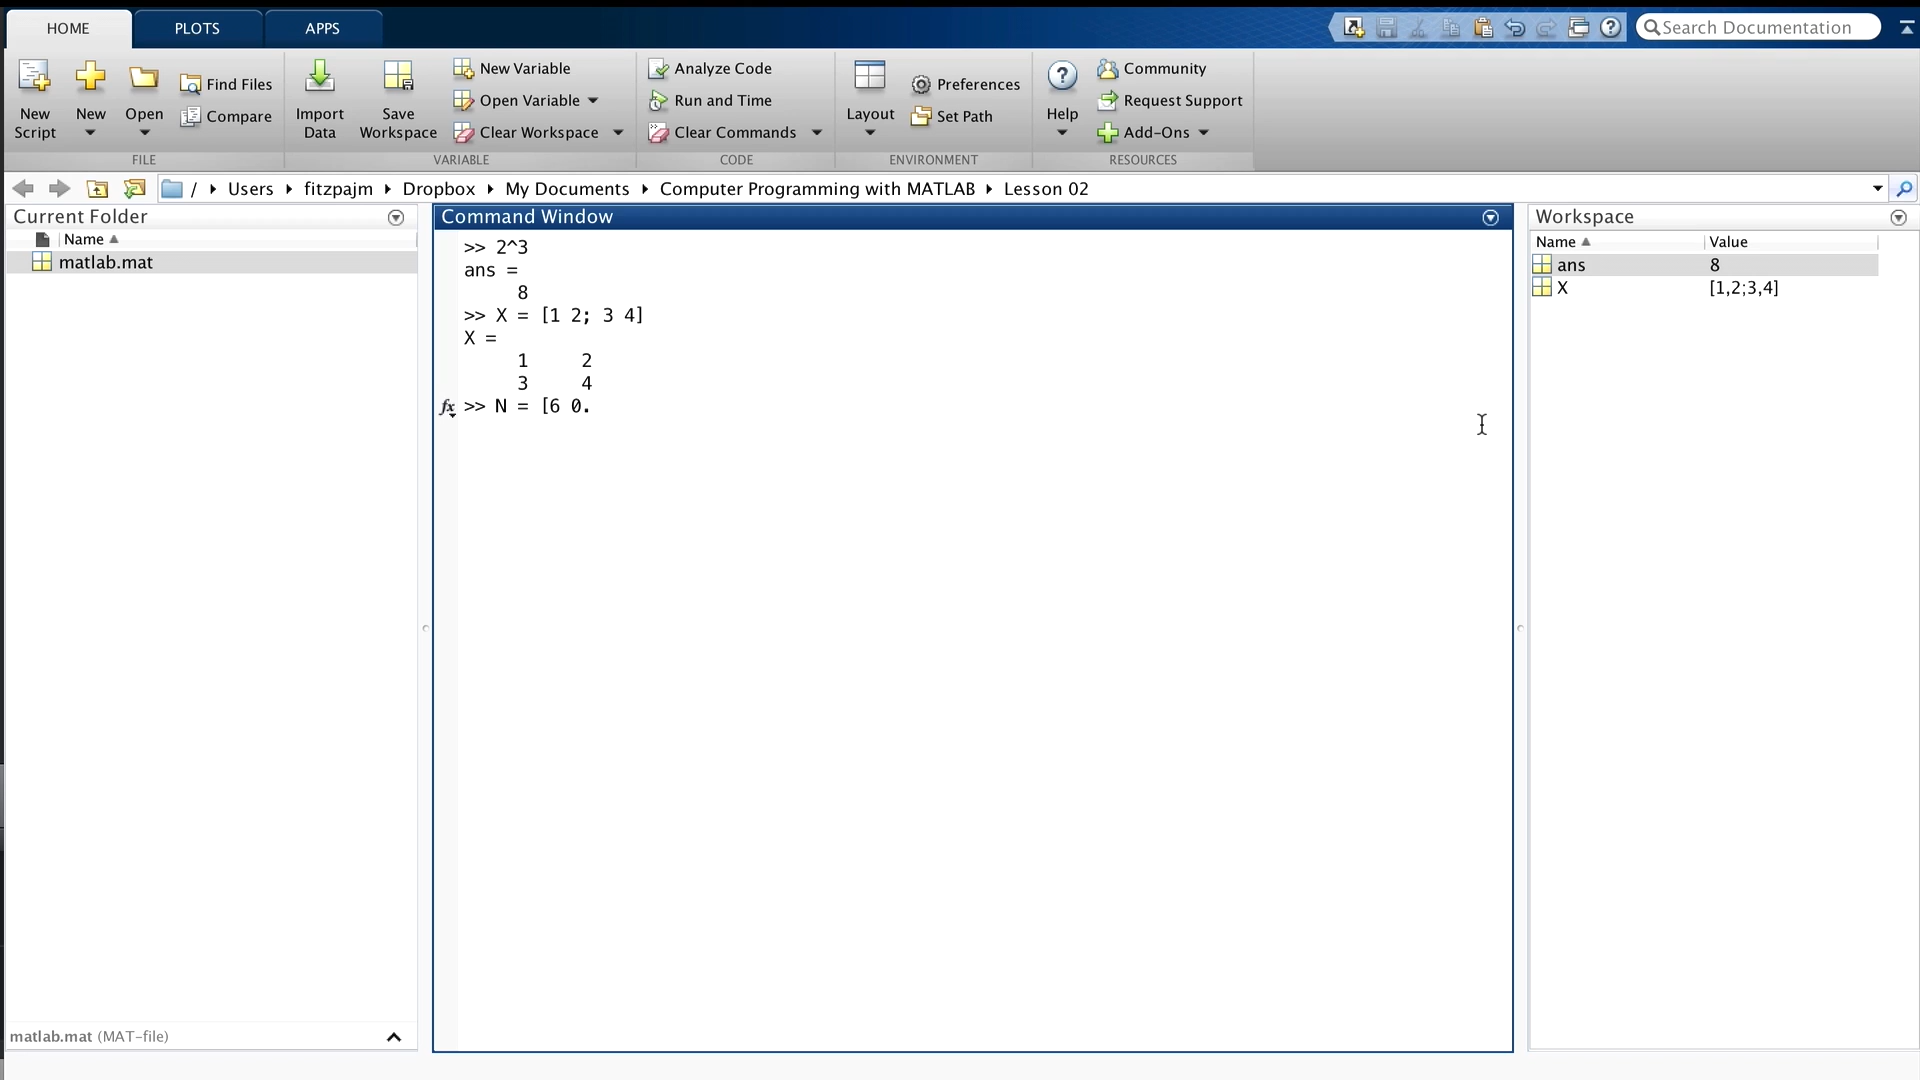 HOME PLOTS APPS
Search Documentation
New Script
New
Open
Find Files
Compare
FILE
Import Data
Save Workspace
New Variable
Open Variable
Clear Workspace
VARIABLE
Analyze Code
Run and Time
Clear Commands
CODE
Layout
Preferences
Set Path
ENVIRONMENT
Help
Community
Request Support
Add-Ons
RESOURCES
/ Users fitzpajm Dropbox My Documents Computer Programming with MATLAB Lesson 02
Current Folder
Name
matlab.mat
matlab.mat (MAT-file)
Command Window
>> 2^3
ans =
8
>> X = [1 2; 3 4]
X =
1 2
3 4
fx >> N = [6 0.
Workspace
Name Value
ans 8
X [1,2;3,4]